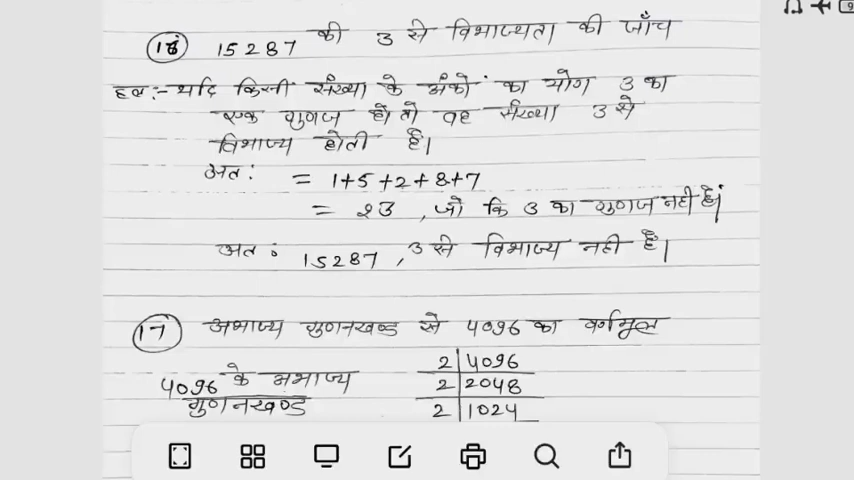 (16) 15287 की 3 से विभाज्यता की जाँच
हल:- यदि किसी संख्या के अंकों का योग 3 का
एक गुणज हो तो वह संख्या 3 से
विभाज्य होती है।
अतः = 1+5+2+8+7
= 23, जो कि 3 का गुणज नहीं है।
अतः 15287, 3 से विभाज्य नहीं है।
(17) अभाज्य गुणनखण्ड से 4096 का वर्गमूल
4096 के अभाज्य
गुणनखण्ड
2 | 4096
2 | 2048
2 | 1024